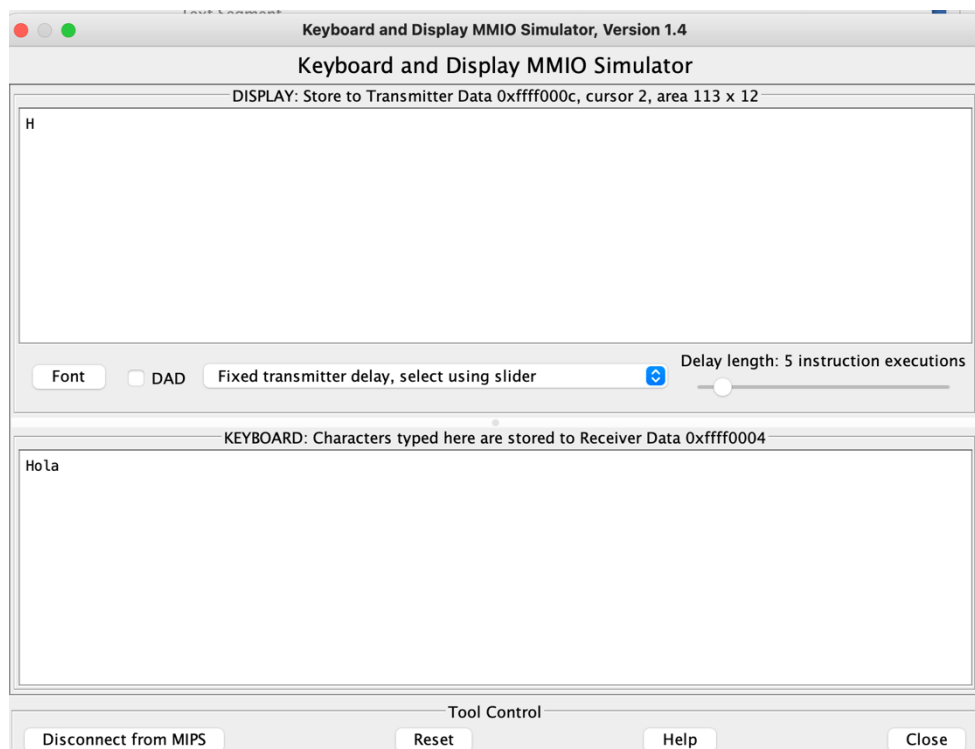 Text Segment
Keyboard and Display MMIO Simulator, Version 1.4
Keyboard and Display MMIO Simulator
DISPLAY: Store to Transmitter Data 0xffff000c, cursor 2, area 113 x 12
H
Font DAD Fixed transmitter delay, select using slider Delay length: 5 instruction executions
KEYBOARD: Characters typed here are stored to Receiver Data 0xffff0004
Hola
Tool Control
Disconnect from MIPS Reset Help Close